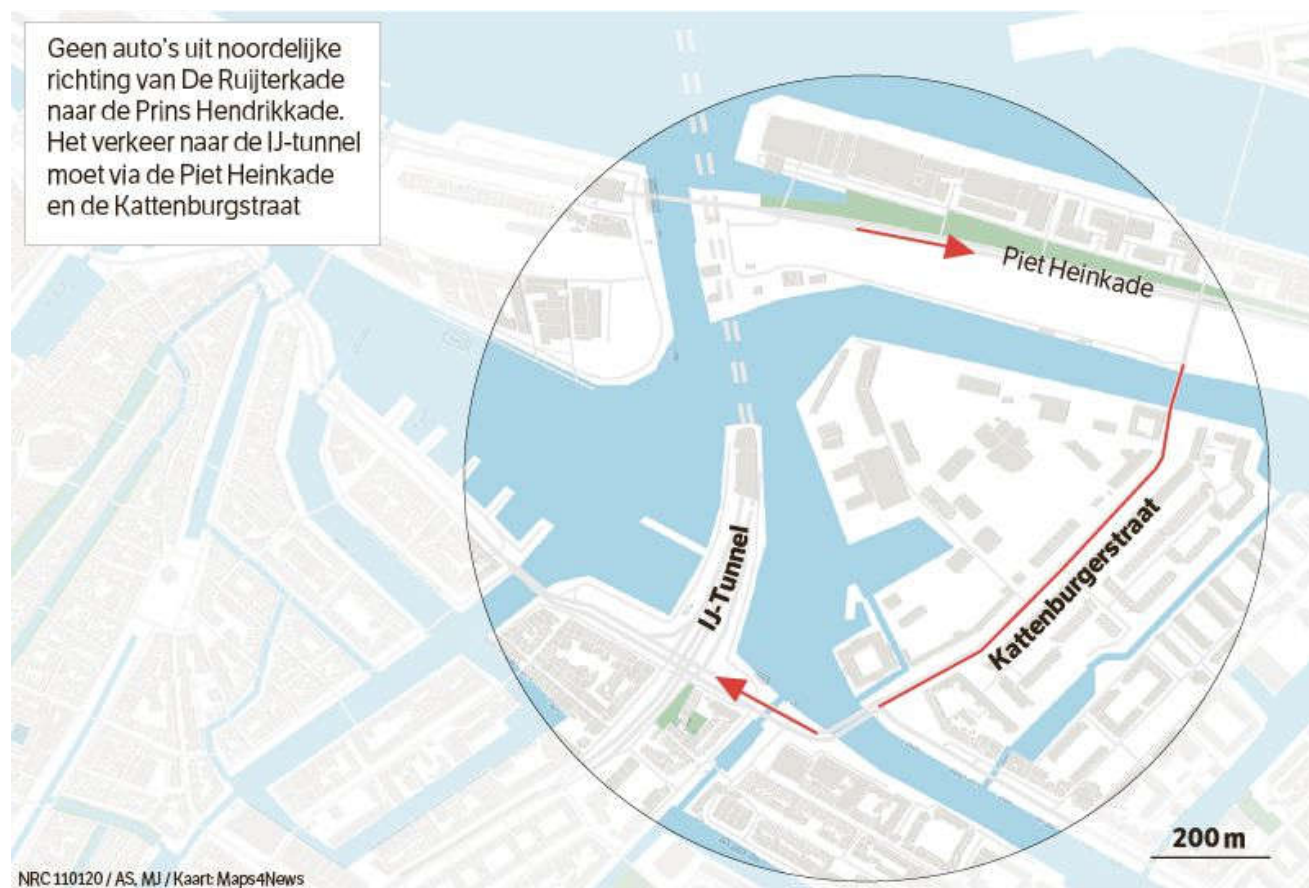 Geen auto's uit noordelijke
richting van De Ruijterkade
naar de Prins Hendrikkade.
Het verkeer naar de IJ-tunnel
moet via de Piet Heinkade
en de Kattenburgstraat
Piet Heinkade
IJ-Tunnel
Kattenburgerstraat
200 m
NRC 110120 / AS, MJ / Kaart: Maps4News